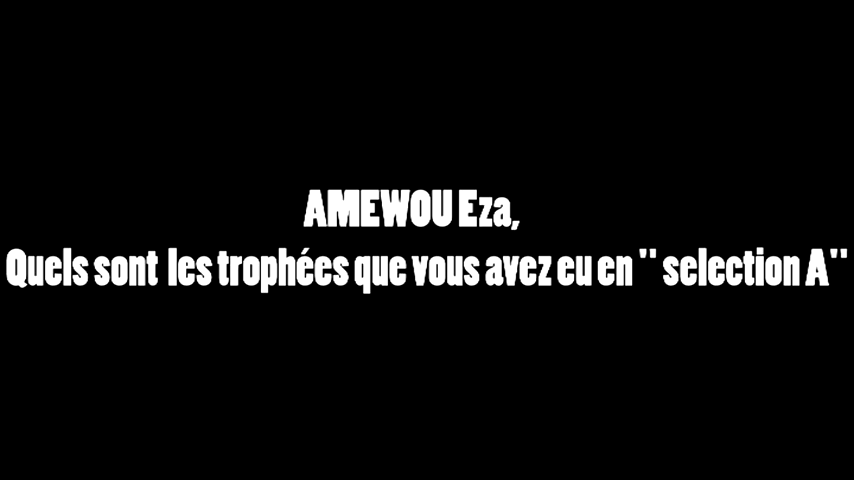 AMEWOU Eza,
Quels sont les trophées que vous avez eu en " selection A"